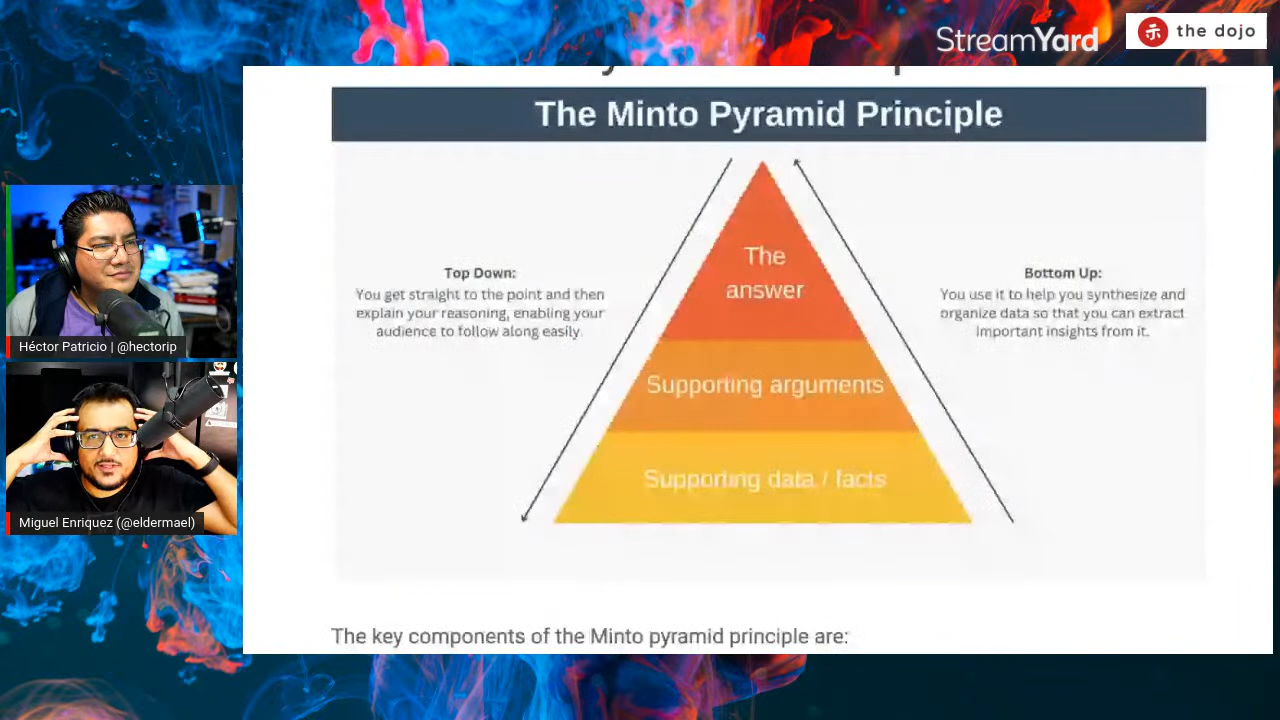 StreamYard
the dojo
The Minto Pyramid Principle
The
answer
Top Down:
You get straight to the point and then
explain your reasoning, enabling your
audience to follow along easily.
Bottom Up:
You use it to help you synthesize and
organize data so that you can extract
important insights from it.
Supporting arguments
Supporting data / facts
The key components of the Minto pyramid principle are:
Héctor Patricio | @hectorip
Miguel Enriquez (@eldermael)